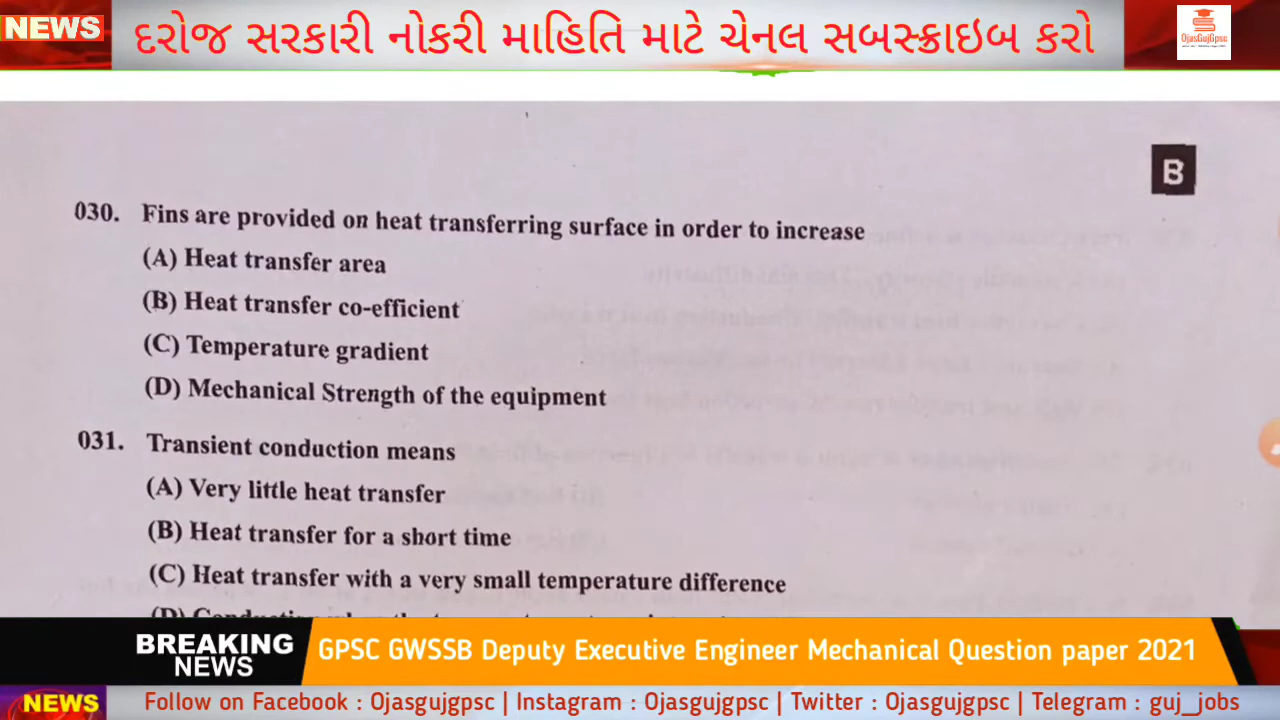 NEWS
દરોજ સરકારી નોકરી માહિતિ માટે ચેનલ સબસ્ક્રાઇબ કરો
OjasGujGpsc
B
030. Fins are provided on heat transferring surface in order to increase
(A) Heat transfer area
(B) Heat transfer co-efficient
(C) Temperature gradient
(D) Mechanical Strength of the equipment
031. Transient conduction means
(A) Very little heat transfer
(B) Heat transfer for a short time
(C) Heat transfer with a very small temperature difference
BREAKING
NEWS
GPSC GWSSB Deputy Executive Engineer Mechanical Question paper 2021
NEWS
Follow on Facebook : Ojasgujgpsc | Instagram : Ojasgujgpsc | Twitter : Ojasgujgpsc | Telegram : guj_jobs